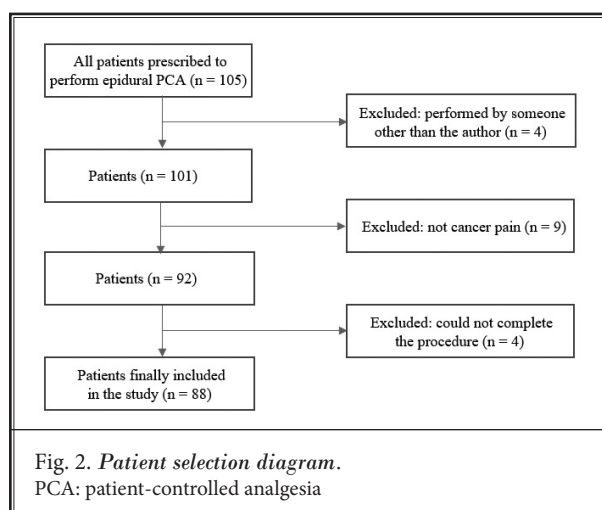 All patients prescribed to
perform epidural PCA (n = 105)
Excluded: performed by someone
other than the author (n = 4)
Patients (n = 101)
Excluded: not cancer pain (n = 9)
Patients (n = 92)
Excluded: could not complete
the procedure (n = 4)
Patients finally included
in the study (n = 88)
Fig. 2. Patient selection diagram.
PCA: patient-controlled analgesia